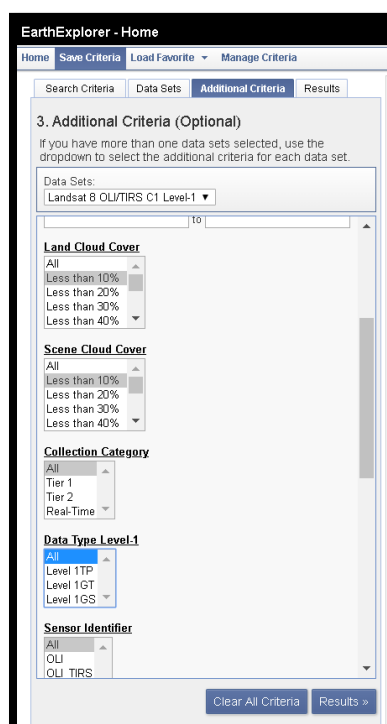 EarthExplorer - Home
Home Save Criteria Load Favorite Manage Criteria
Search Criteria Data Sets Additional Criteria Results
3. Additional Criteria (Optional)
If you have more than one data sets selected, use the
dropdown to select the additional criteria for each data set.
Data Sets:
Landsat 8 OLI/TIRS C1 Level-1
to
Land Cloud Cover
All
Less than 10%
Less than 20%
Less than 30%
Less than 40%
Scene Cloud Cover
All
Less than 10%
Less than 20%
Less than 30%
Less than 40%
Collection Category
All
Tier 1
Tier 2
Real-Time
Data Type Level-1
All
Level 1TP
Level 1GT
Level 1GS
Sensor Identifier
All
OLI
OLI_TIRS
Clear All Criteria Results »